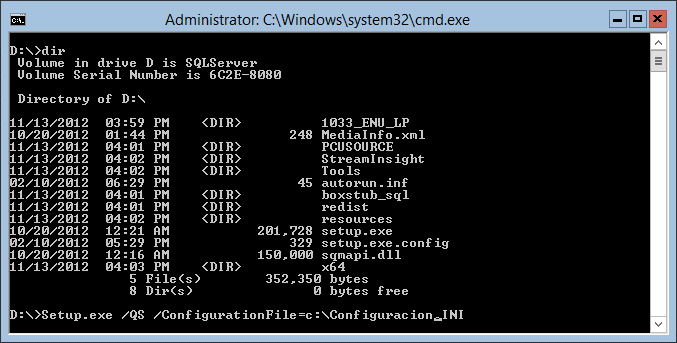 Administrator: C:\Windows\system32\cmd.exe
D:\>dir
 Volume in drive D is SQLServer
 Volume Serial Number is 6C2E-8080
 Directory of D:\
11/13/2012  03:59 PM    <DIR>          1033_ENU_LP
10/20/2012  01:44 PM               248 MediaInfo.xml
11/13/2012  04:01 PM    <DIR>          PCUSOURCE
11/13/2012  04:02 PM    <DIR>          StreamInsight
11/13/2012  04:02 PM    <DIR>          Tools
02/10/2012  06:29 PM                45 autorun.inf
11/13/2012  04:01 PM    <DIR>          boxstub_sql
11/13/2012  04:01 PM    <DIR>          redist
11/13/2012  04:02 PM    <DIR>          resources
10/20/2012  12:21 AM           201,728 setup.exe
02/10/2012  05:29 PM               329 setup.exe.config
10/20/2012  12:16 AM           150,000 sqmapi.dll
11/13/2012  04:03 PM    <DIR>          x64
               5 File(s)        352,350 bytes
               8 Dir(s)               0 bytes free
D:\>Setup.exe /QS /ConfigurationFile=c:\Configuracion.INI